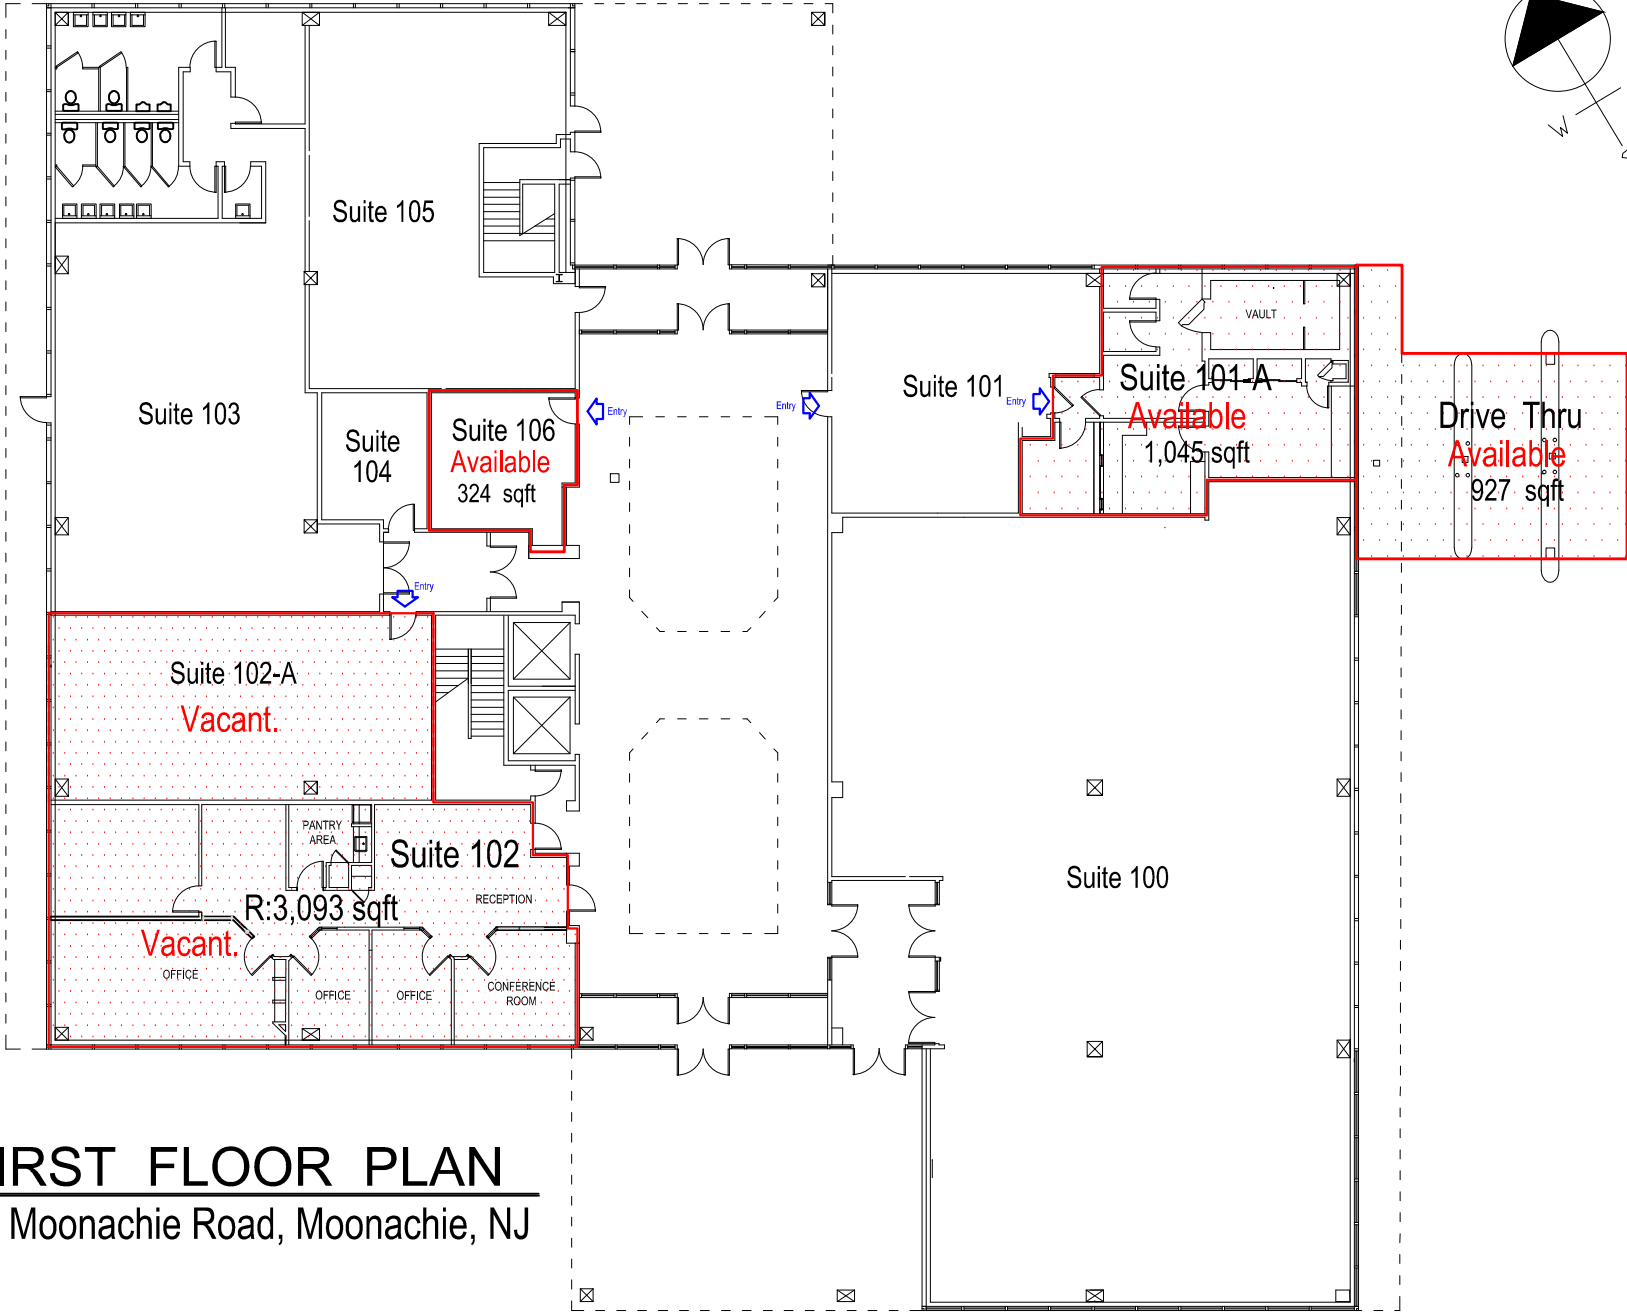 W
Suite 105
VAULT
Suite 101-A
Available
1,045 sqft
Suite 101
Entry
Entry
Entry
Drive Thru
Available
927 sqft
Suite 103
Suite
104
Suite 106
Available
324 sqft
Entry
Suite 102-A
Vacant.
PANTRY
AREA
Suite 102
RECEPTION
R:3,093 sqft
Vacant.
OFFICE
OFFICE
OFFICE
CONFERENCE
ROOM
Suite 100
IRST FLOOR PLAN
Moonachie Road, Moonachie, NJ